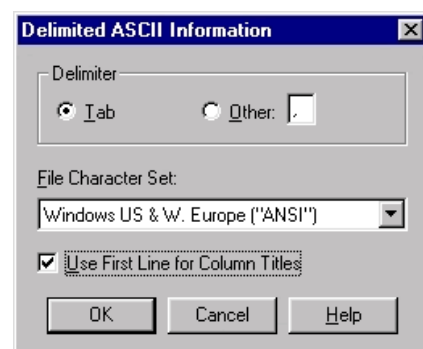 Delimited ASCII Information
Delimiter
Tab
Other: ,
File Character Set:
Windows US & W. Europe ("ANSI")
Use First Line for Column Titles
OK Cancel Help